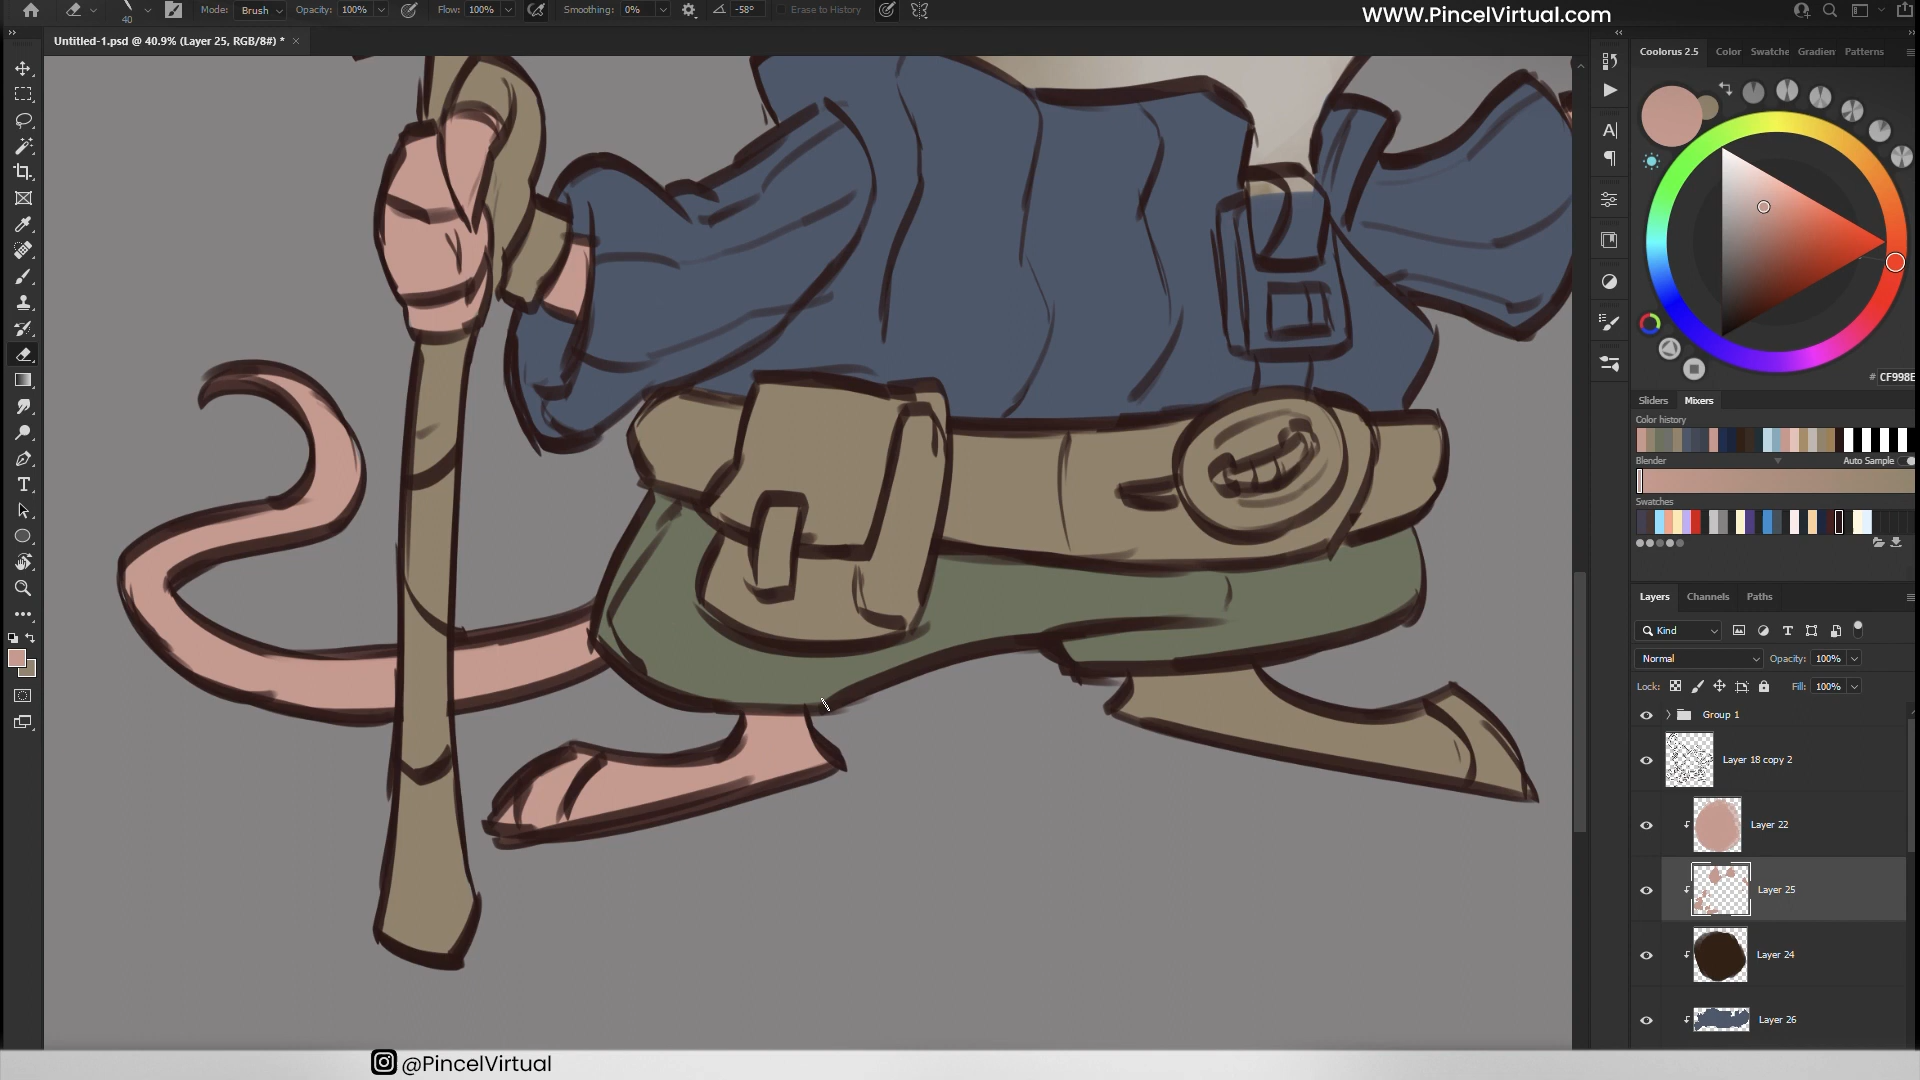 WWW.PincelVirtual.com
40
Mode: Brush
Opacity: 100%
Flow: 100%
Smoothing: 0%
-58°
Erase to History
Untitled-1.psd @ 40.9% (Layer 25, RGB/8#) * ×
Coolorus 2.5 Color Swatche Gradien Patterns
# CF998E
Sliders Mixers
Color history
Blender
Auto Sample
Swatches
Layers Channels Paths
Kind
Normal
Opacity: 100%
Lock:
Fill: 100%
Group 1
Layer 18 copy 2
Layer 22
Layer 25
Layer 24
Layer 26
@PincelVirtual